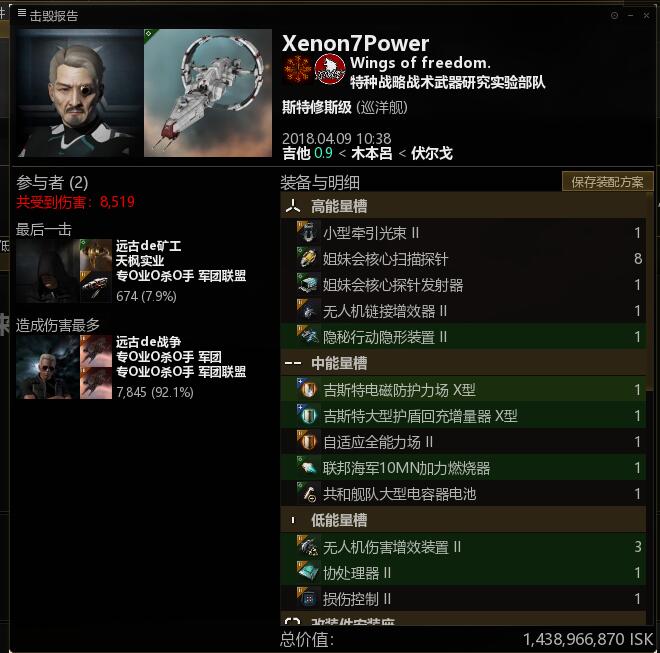 击毁报告
Xenon7Power
Wings of freedom.
特种战略战术武器研究实验部队
斯特修斯级 (巡洋舰)
2018.04.09 10:38
吉他 0.9 < 木本吕 < 伏尔戈
参与者 (2)
共受到伤害： 8,519
最后一击
远古de矿工
天枫实业
专O业O杀O手 军团联盟
674 (7.9%)
造成伤害最多
远古de战争
专O业O杀O手 军团
专O业O杀O手 军团联盟
7,845 (92.1%)
装备与明细
保存装配方案
高能量槽
小型牵引光束 II 1
姐妹会核心扫描探针 8
姐妹会核心探针发射器 1
无人机链接增效器 II 1
隐秘行动隐形装置 II 1
中能量槽
吉斯特电磁防护力场 X型 1
吉斯特大型护盾回充增量器 X型 1
自适应全能力场 II 1
联邦海军10MN加力燃烧器 1
共和舰队大型电容器电池 1
低能量槽
无人机伤害增效装置 II 3
协处理器 II 1
损伤控制 II 1
改装件安装座
总价值： 1,438,966,870 ISK